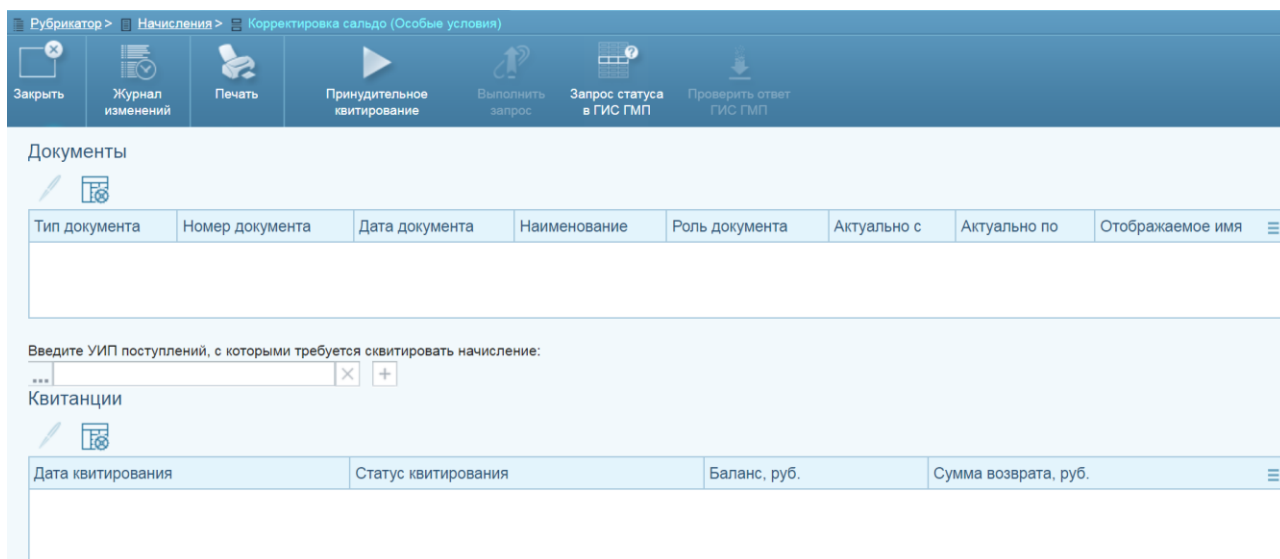 Рубрикатор > Начисления > Корректировка сальдо (Особые условия)
Закрыть Журнал изменений Печать Принудительное квитирование Выполнить запрос Запрос статуса в ГИС ГМП Проверить ответ ГИС ГМП
Документы
Тип документа Номер документа Дата документа Наименование Роль документа Актуально с Актуально по Отображаемое имя
Введите УИП поступлений, с которыми требуется сквитировать начисление:
...
Квитанции
Дата квитирования Статус квитирования Баланс, руб. Сумма возврата, руб.